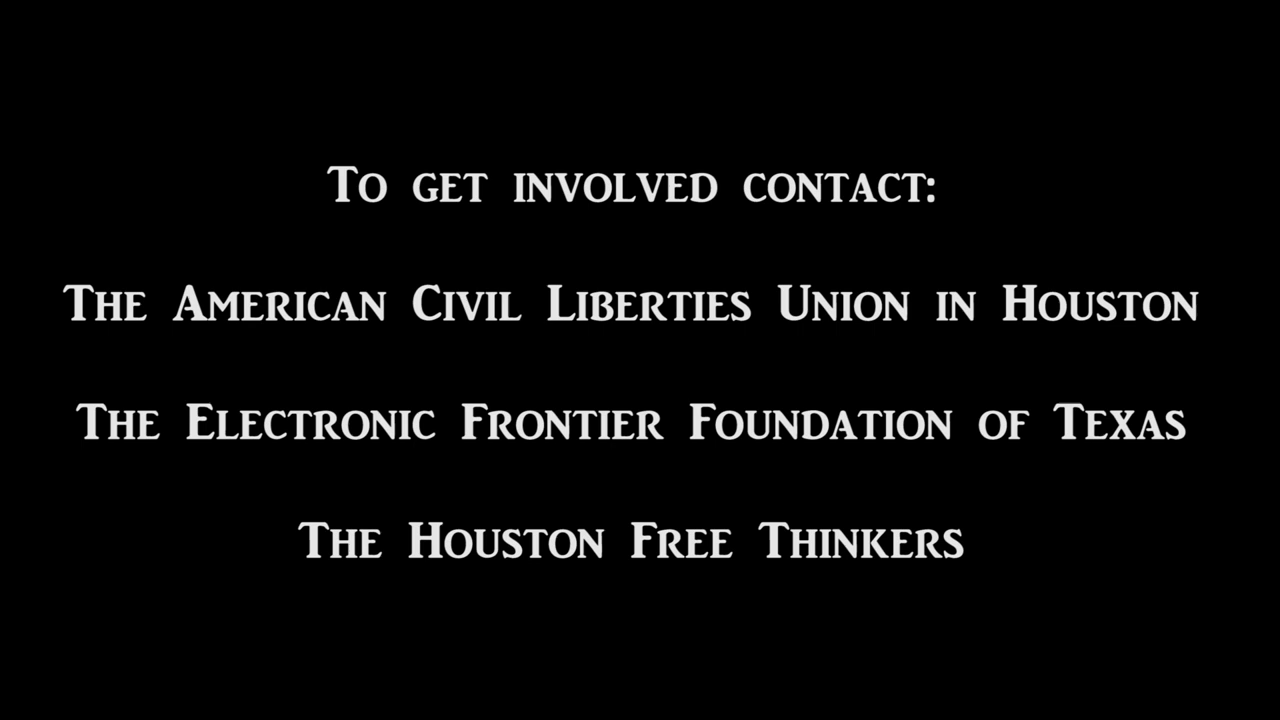 To get involved contact:
The American Civil Liberties Union in Houston
The Electronic Frontier Foundation of Texas
The Houston Free Thinkers